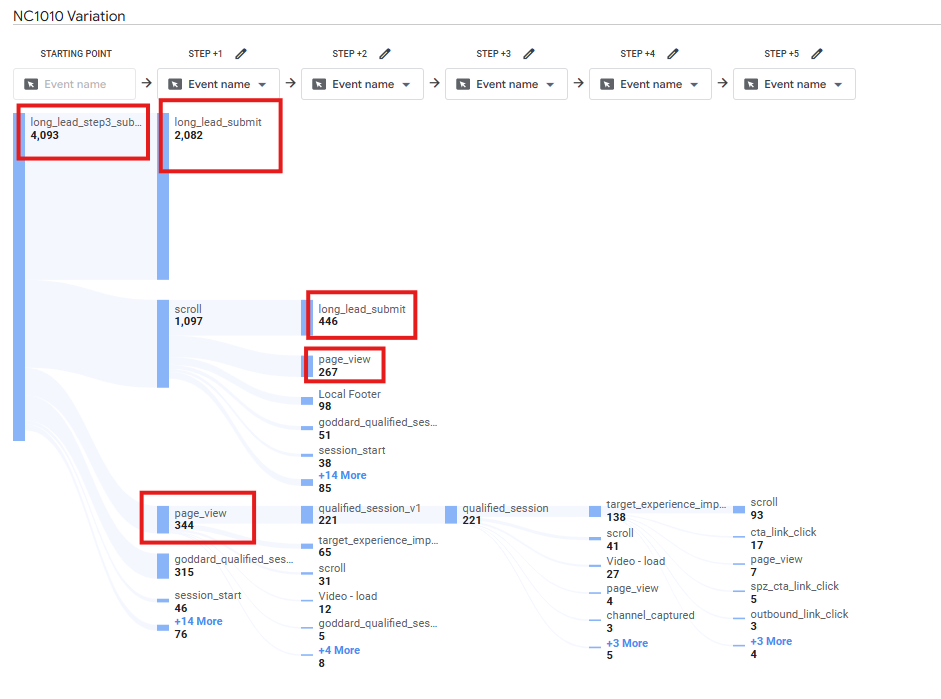 NC1010 Variation
STARTING POINT
STEP +1
STEP +2
STEP +3
STEP +4
STEP +5
Event name
Event name
Event name
Event name
Event name
Event name
long_lead_step3_sub...
4,093
long_lead_submit
2,082
scroll
1,097
page_view
344
goddard_qualified_ses...
315
session_start
46
+14 More
76
long_lead_submit
446
page_view
267
Local Footer
98
goddard_qualified_ses...
51
session_start
38
+14 More
85
qualified_session_v1
221
target_experience_imp...
65
scroll
31
Video - load
12
goddard_qualified_ses...
5
+4 More
8
qualified_session
221
target_experience_imp...
138
scroll
41
Video - load
27
page_view
4
channel_captured
3
+3 More
5
scroll
93
cta_link_click
17
page_view
7
spz_cta_link_click
5
outbound_link_click
3
+3 More
4